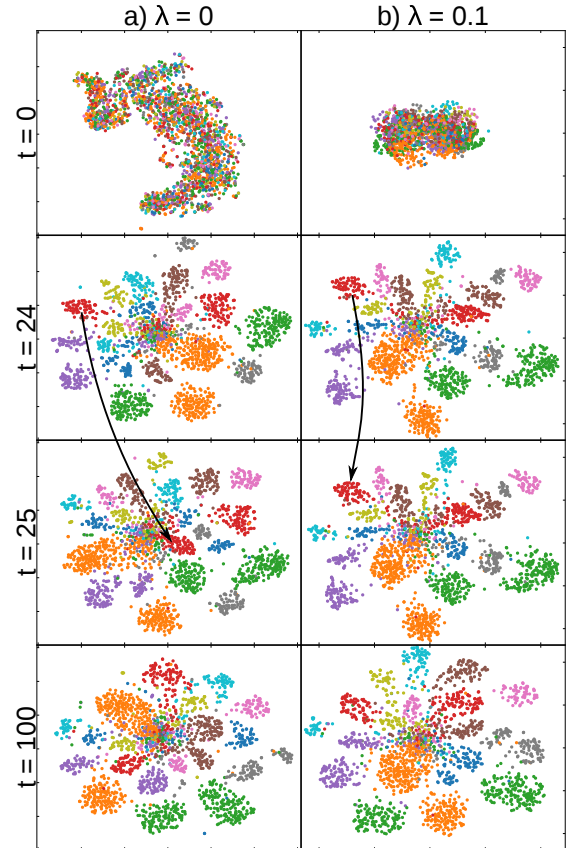 a) λ = 0
b) λ = 0.1
t = 0
t = 24
t = 25
t = 100